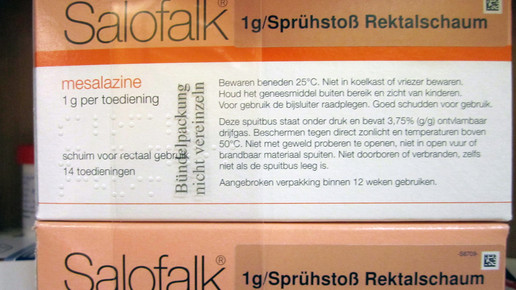 Salofalk® 1g/Sprühstoß Rektalschaum
mesalazine
1 g per toediening
schuim voor rectaal gebruik
14 toedieningen
Bündelpackung
nicht vereinzeln
Bewaren beneden 25°C. Niet in koelkast of vriezer bewaren.
Houd het geneesmiddel buiten bereik en zicht van kinderen.
Voor gebruik de bijsluiter raadplegen. Goed schudden voor gebruik.
Deze spuitbus staat onder druk en bevat 3,75% (g/g) ontvlambaar
drijfgas. Beschermen tegen direct zonlicht en temperaturen boven
50°C. Niet met geweld proberen te openen, niet in open vuur of
brandbaar materiaal spuiten. Niet doorboren of verbranden, zelfs
niet als de spuitbus leeg is.
Aangebroken verpakking binnen 12 weken gebruiken.
Salofalk® 1g/Sprühstoß Rektalschaum